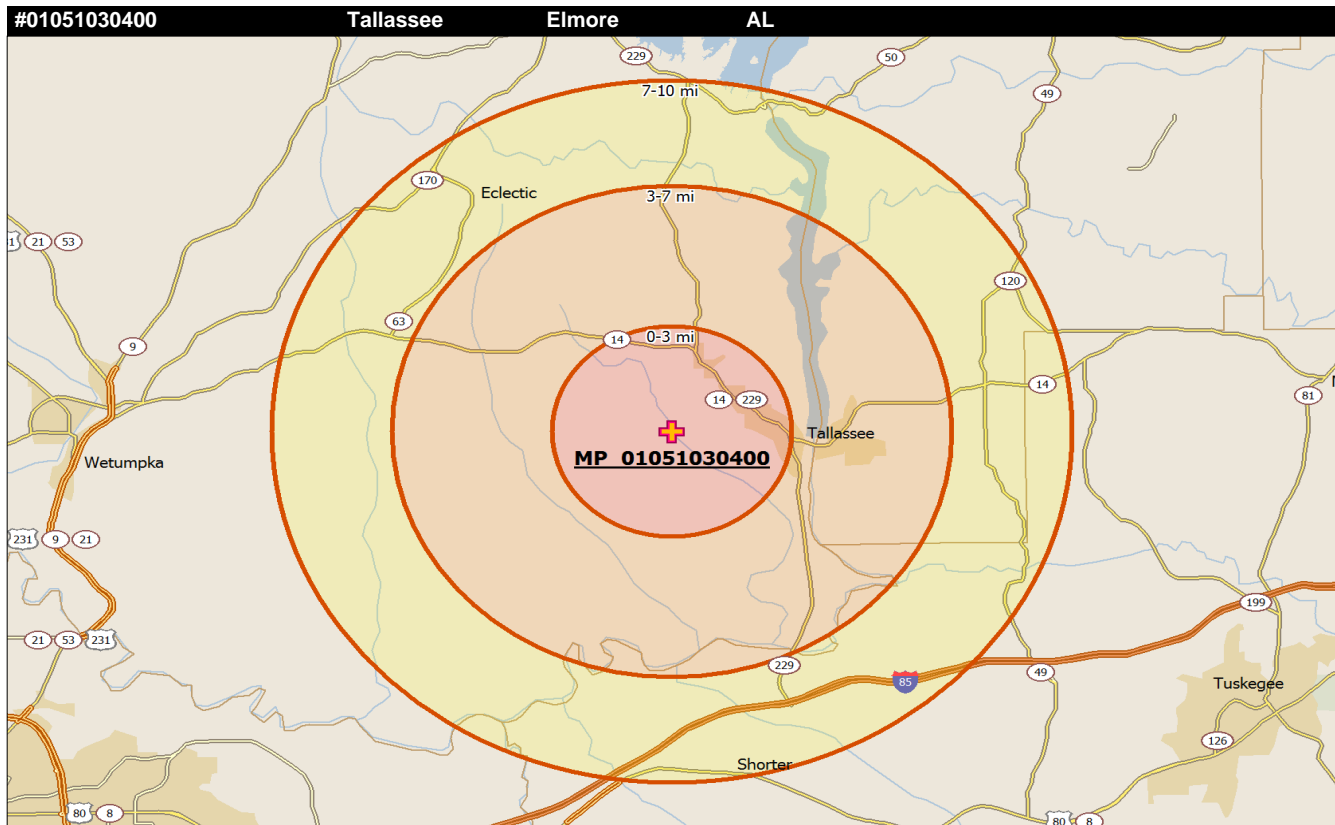 #01051030400 Tallassee Elmore AL
229
50
7-10 mi
49
170
Eclectic
3-7 mi
21 53
120
63
0-3 mi
14
9
14
14 229
81
Tallassee
MP 01051030400
Wetumpka
231 9 21
199
21 53 231
229
49
85
Tuskegee
126
Shorter
80 8
80 8